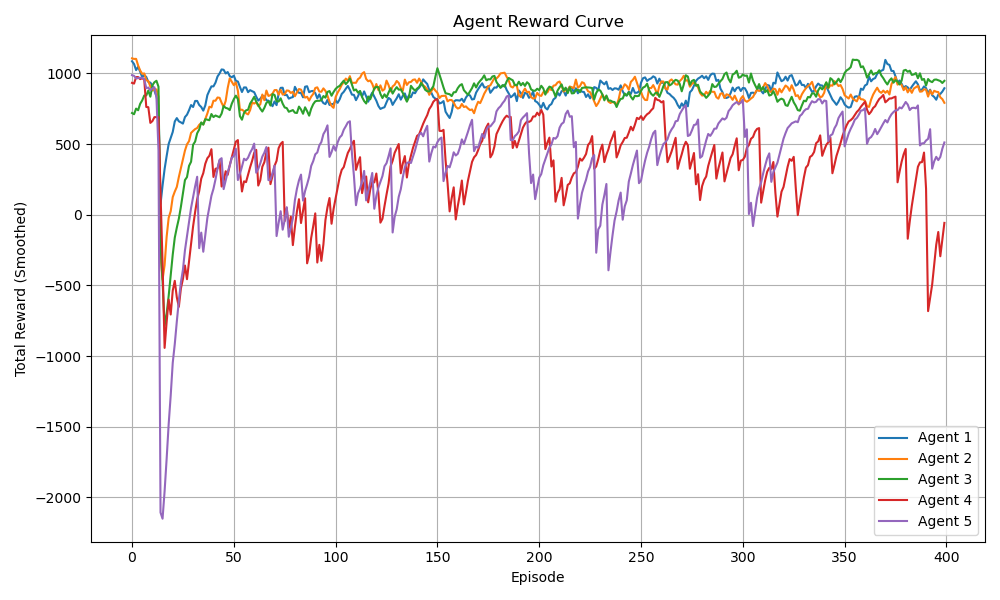 Agent Reward Curve
Total Reward (Smoothed)
1000
500
0
−500
−1000
−1500
−2000
0 50 100 150 200 250 300 350 400
Episode
Agent 1
Agent 2
Agent 3
Agent 4
Agent 5